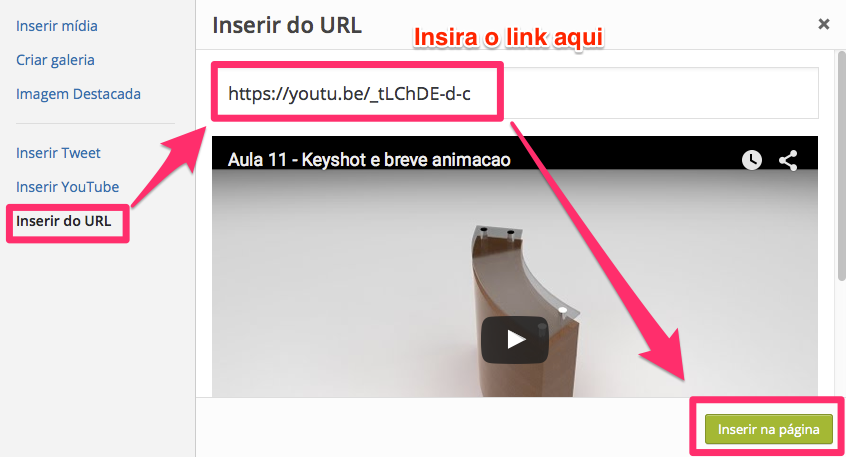 Inserir mídia
Criar galeria
Imagem Destacada
Inserir Tweet
Inserir YouTube
Inserir do URL
Inserir do URL
Insira o link aqui
https://youtu.be/_tLChDE-d-c
Aula 11 - Keyshot e breve animacao
Inserir na página